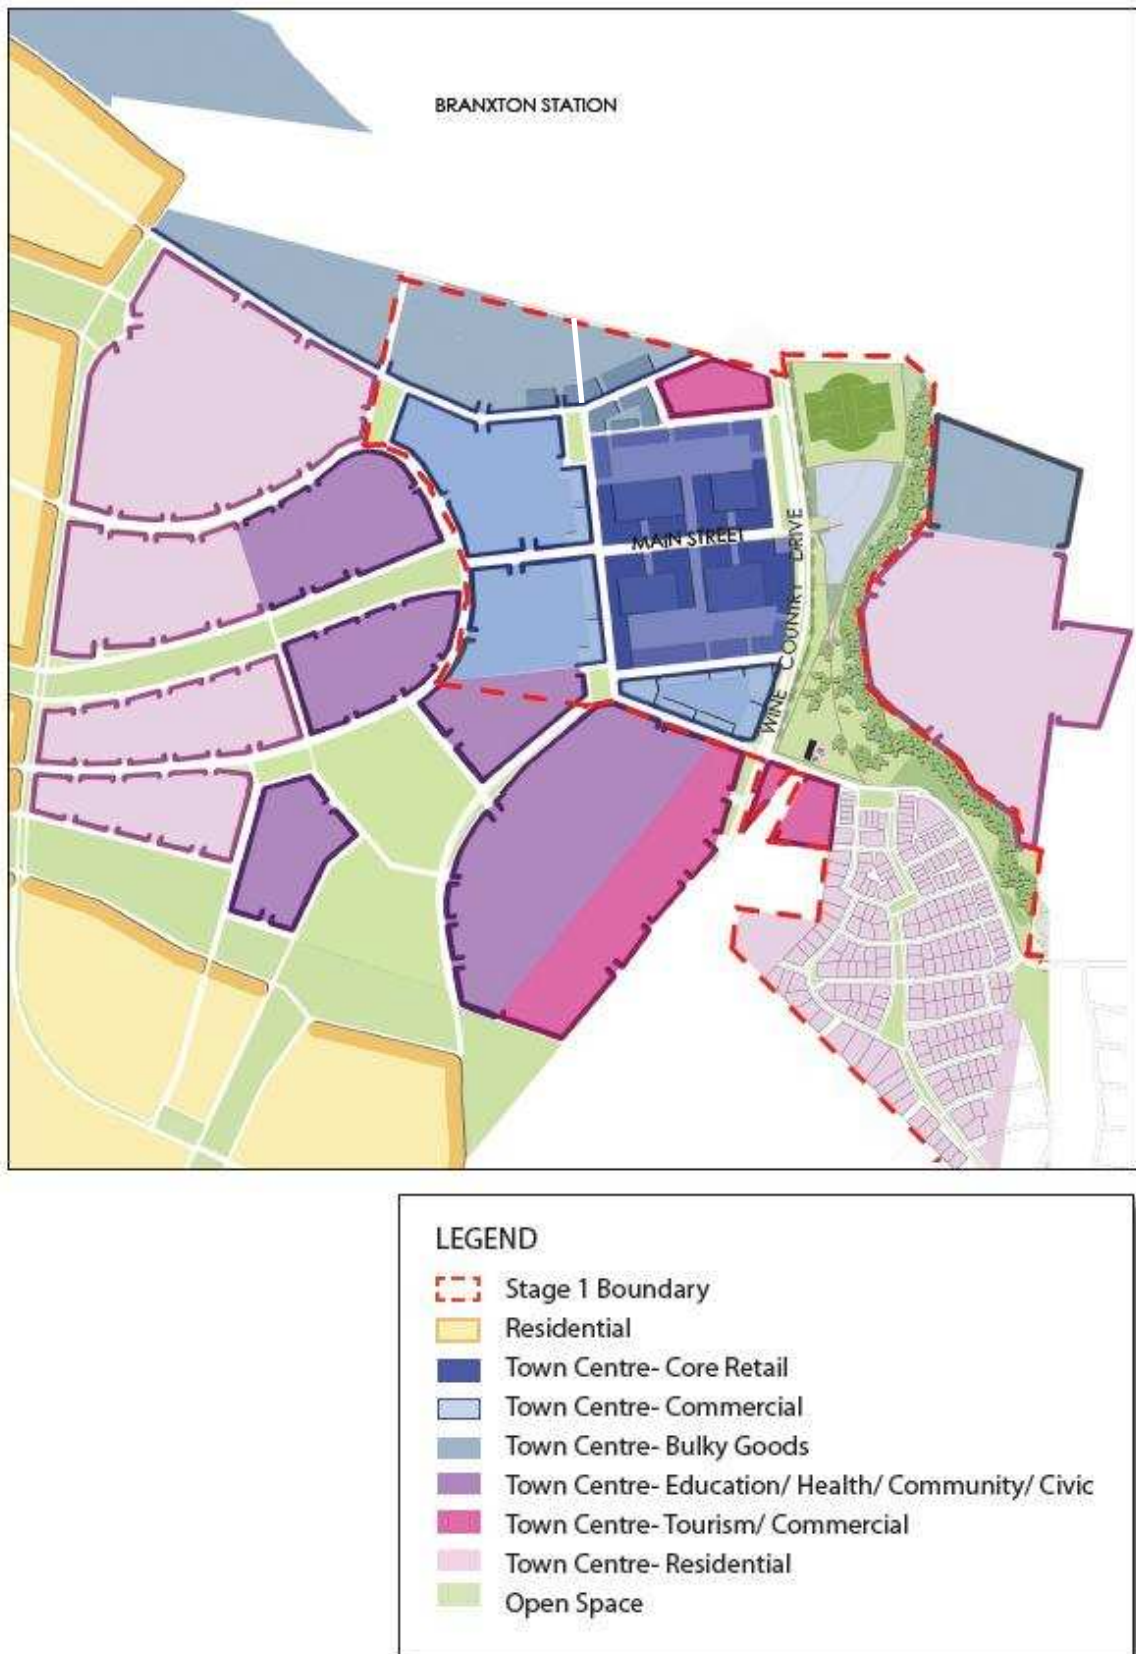 BRANXTON STATION
MAIN STREET
WINE COUNTRY DRIVE
LEGEND
Stage 1 Boundary
Residential
Town Centre- Core Retail
Town Centre- Commercial
Town Centre- Bulky Goods
Town Centre- Education/ Health/ Community/ Civic
Town Centre- Tourism/ Commercial
Town Centre- Residential
Open Space